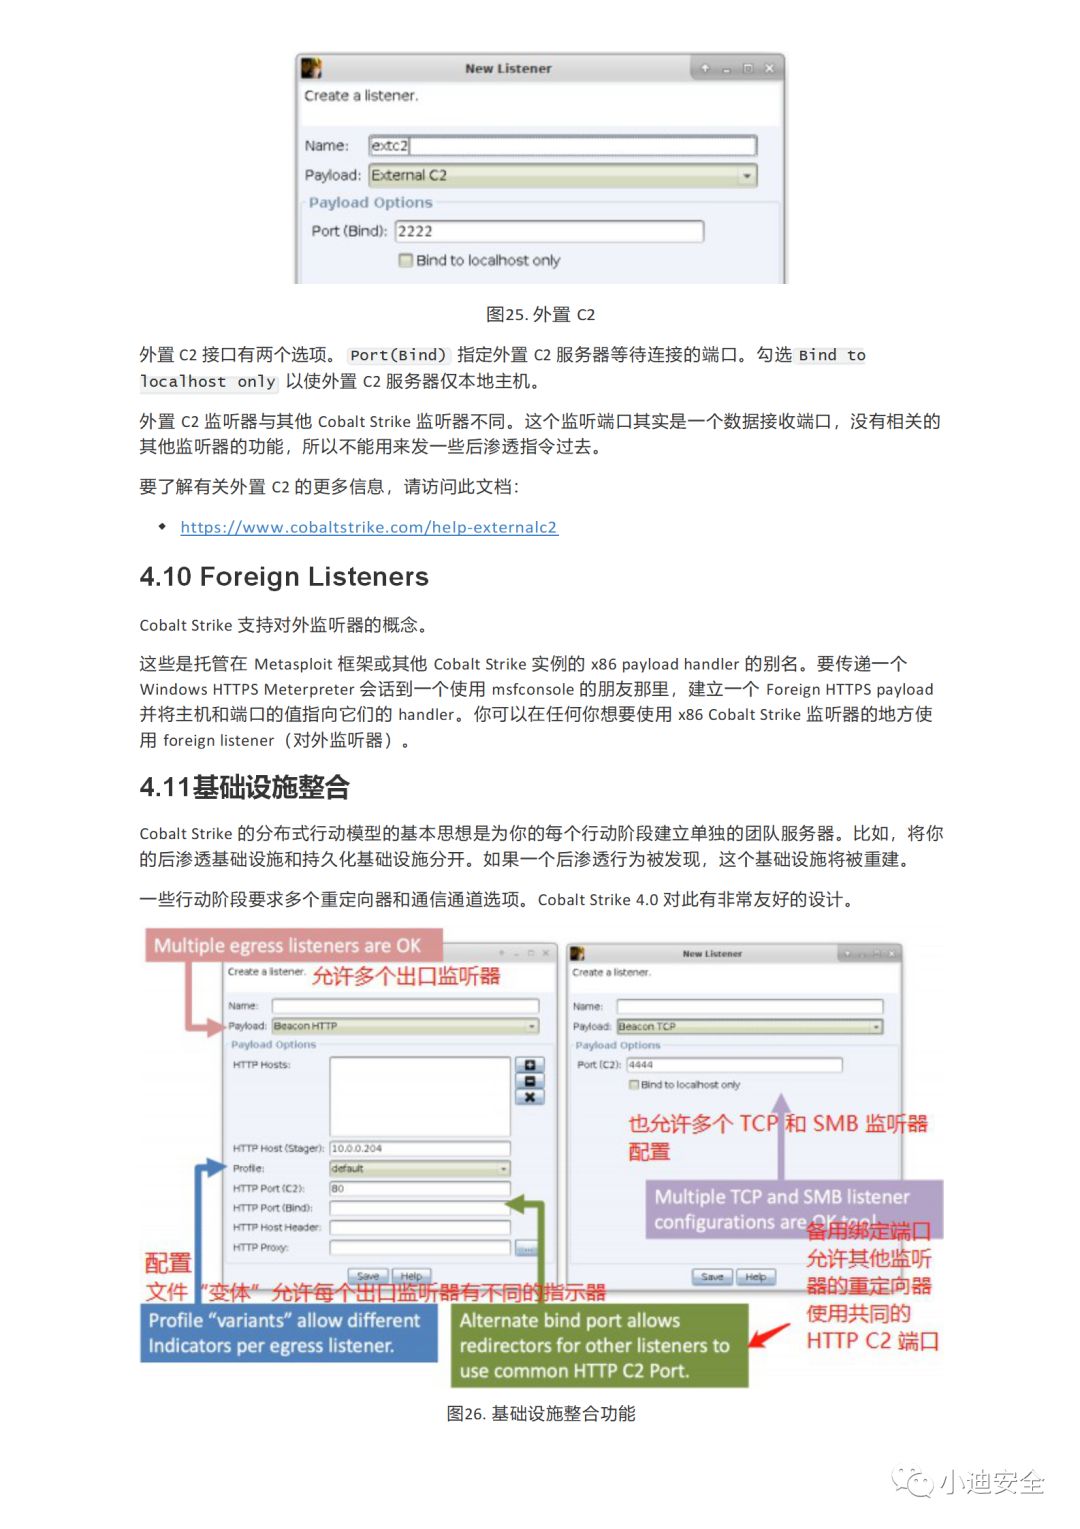 New Listener
Create a listener.
Name: extc2
Payload: External C2
Payload Options
Port (Bind): 2222
Bind to localhost only
图25. 外置 C2
外置 C2 接口有两个选项。 Port(Bind) 指定外置 C2 服务器等待连接的端口。勾选 Bind to
localhost only 以使外置 C2 服务器仅本地主机。
外置 C2 监听器与其他 Cobalt Strike 监听器不同。这个监听端口其实是一个数据接收端口，没有相关的
其他监听器的功能，所以不能用来发一些后渗透指令过去。
要了解有关外置 C2 的更多信息，请访问此文档：
https://www.cobaltstrike.com/help-externalc2
4.10 Foreign Listeners
Cobalt Strike 支持对外监听器的概念。
这些是托管在 Metasploit 框架或其他 Cobalt Strike 实例的 x86 payload handler 的别名。要传递一个
Windows HTTPS Meterpreter 会话到一个使用 msfconsole 的朋友那里，建立一个 Foreign HTTPS payload
并将主机和端口的值指向它们的 handler。你可以在任何你想要使用 x86 Cobalt Strike 监听器的地方使
用 foreign listener（对外监听器）。
4.11基础设施整合
Cobalt Strike 的分布式行动模型的基本思想是为你的每个行动阶段建立单独的团队服务器。比如，将你
的后渗透基础设施和持久化基础设施分开。如果一个后渗透行为被发现，这个基础设施将被重建。
一些行动阶段要求多个重定向器和通信通道选项。Cobalt Strike 4.0 对此有非常友好的设计。
Multiple egress listeners are OK
Create a listener.
允许多个出口监听器
Name:
Payload: Beacon HTTP
Payload Options
HTTP Hosts:
HTTP Host (Stager): 10.0.0.204
Profile: default
HTTP Port (C2): 80
HTTP Port (Bind):
HTTP Host Header:
HTTP Proxy:
Save Help
New Listener
Create a listener.
Name:
Payload: Beacon TCP
Payload Options
Port (C2): 4444
Bind to localhost only
也允许多个 TCP 和 SMB 监听器
配置
Multiple TCP and SMB listener
configurations are OK too!
Save Help
备用绑定端口
允许其他监听
器的重定向器
使用共同的
HTTP C2 端口
配置
文件 “变体” 允许每个出口监听器有不同的指示器
Profile “variants” allow different
Indicators per egress listener.
Alternate bind port allows
redirectors for other listeners to
use common HTTP C2 Port.
图26. 基础设施整合功能
小迪安全